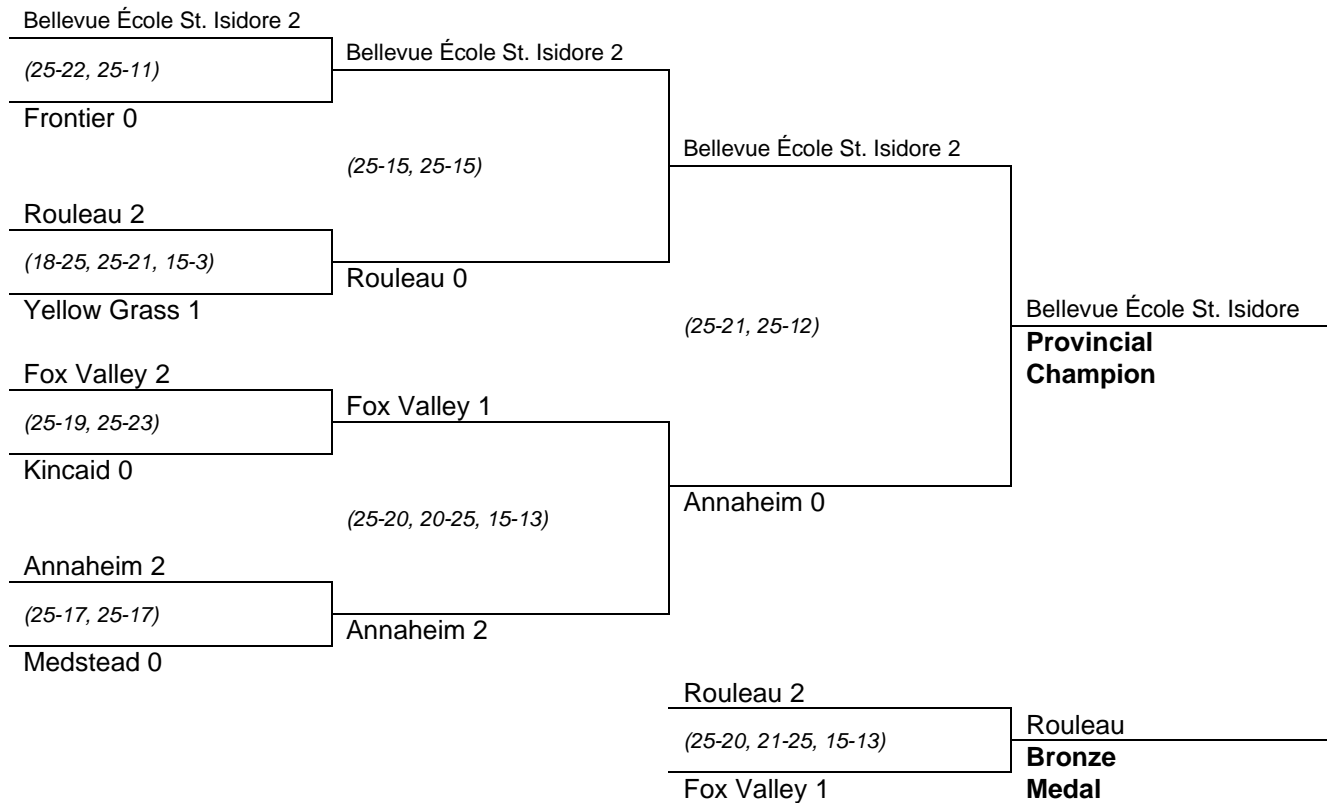 Bellevue École St. Isidore 2
(25-22, 25-11)
Frontier 0
Rouleau 2
(18-25, 25-21, 15-3)
Yellow Grass 1
Fox Valley 2
(25-19, 25-23)
Kincaid 0
Annaheim 2
(25-17, 25-17)
Medstead 0
Bellevue École St. Isidore 2
(25-15, 25-15)
Rouleau 0
Fox Valley 1
(25-20, 20-25, 15-13)
Annaheim 2
Bellevue École St. Isidore 2
(25-21, 25-12)
Annaheim 0
Rouleau 2
(25-20, 21-25, 15-13)
Fox Valley 1
Bellevue École St. Isidore
Provincial
Champion
Rouleau
Bronze
Medal